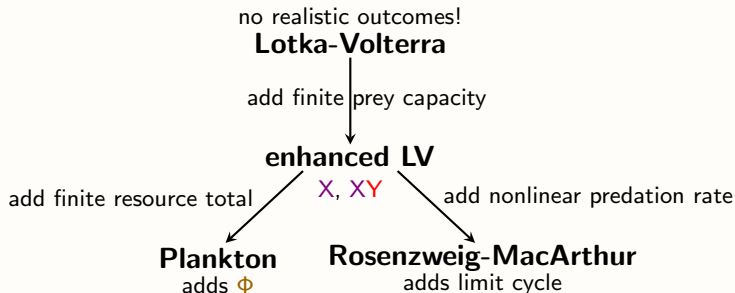 no realistic outcomes!
Lotka-Volterra
add finite prey capacity
enhanced LV
X, XY
add finite resource total
add nonlinear predation rate
Plankton
adds Φ
Rosenzweig-MacArthur
adds limit cycle